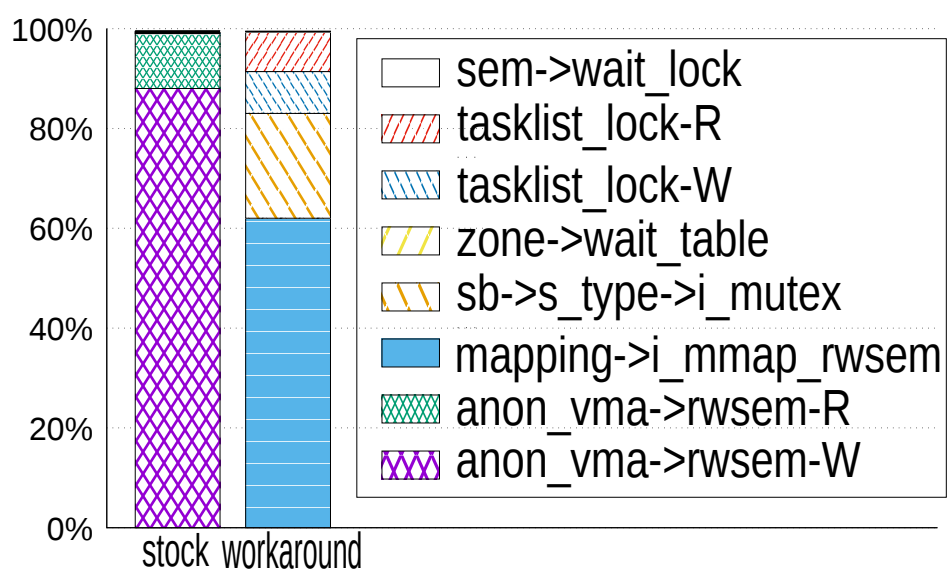 100%
80%
60%
40%
20%
0%
sem->wait_lock
tasklist_lock-R
tasklist_lock-W
zone->wait_table
sb->s_type->i_mutex
mapping->i_mmap_rwsem
anon_vma->rwsem-R
anon_vma->rwsem-W
stock workaround